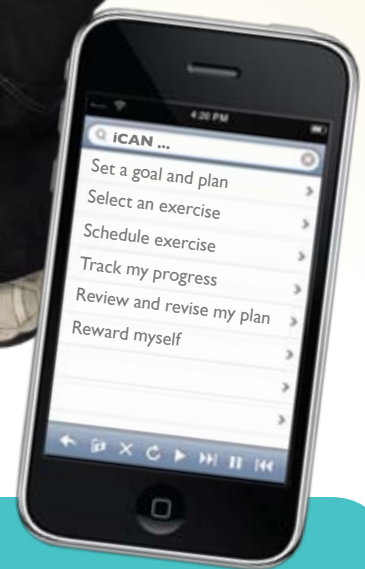 4:20 PM
iCAN ...
Set a goal and plan
Select an exercise
Schedule exercise
Track my progress
Review and revise my plan
Reward myself